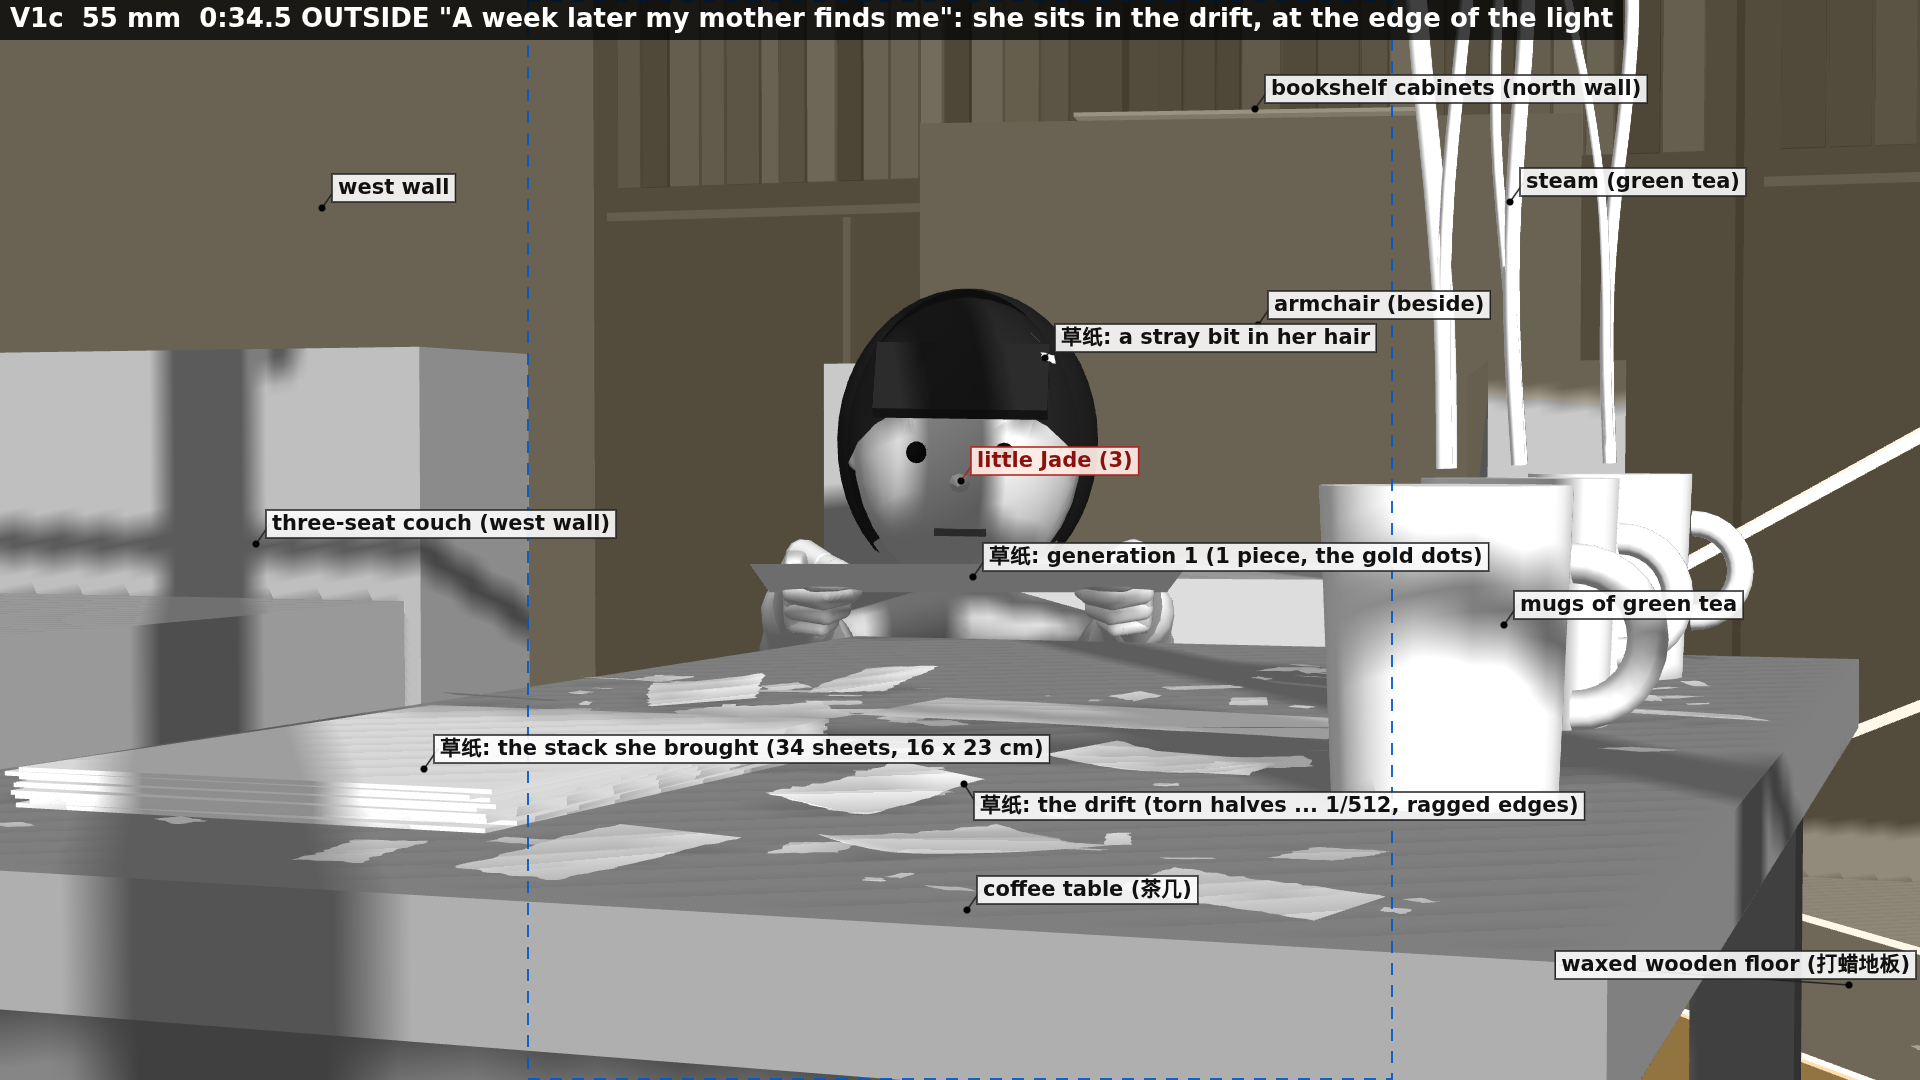 V1c 55 mm 0:34.5 OUTSIDE "A week later my mother finds me": she sits in the drift, at the edge of the light
bookshelf cabinets (north wall)
west wall
steam (green tea)
armchair (beside)
草纸: a stray bit in her hair
little Jade (3)
three-seat couch (west wall)
草纸: generation 1 (1 piece, the gold dots)
mugs of green tea
草纸: the stack she brought (34 sheets, 16 x 23 cm)
草纸: the drift (torn halves ... 1/512, ragged edges)
coffee table (茶几)
waxed wooden floor (打蜡地板)